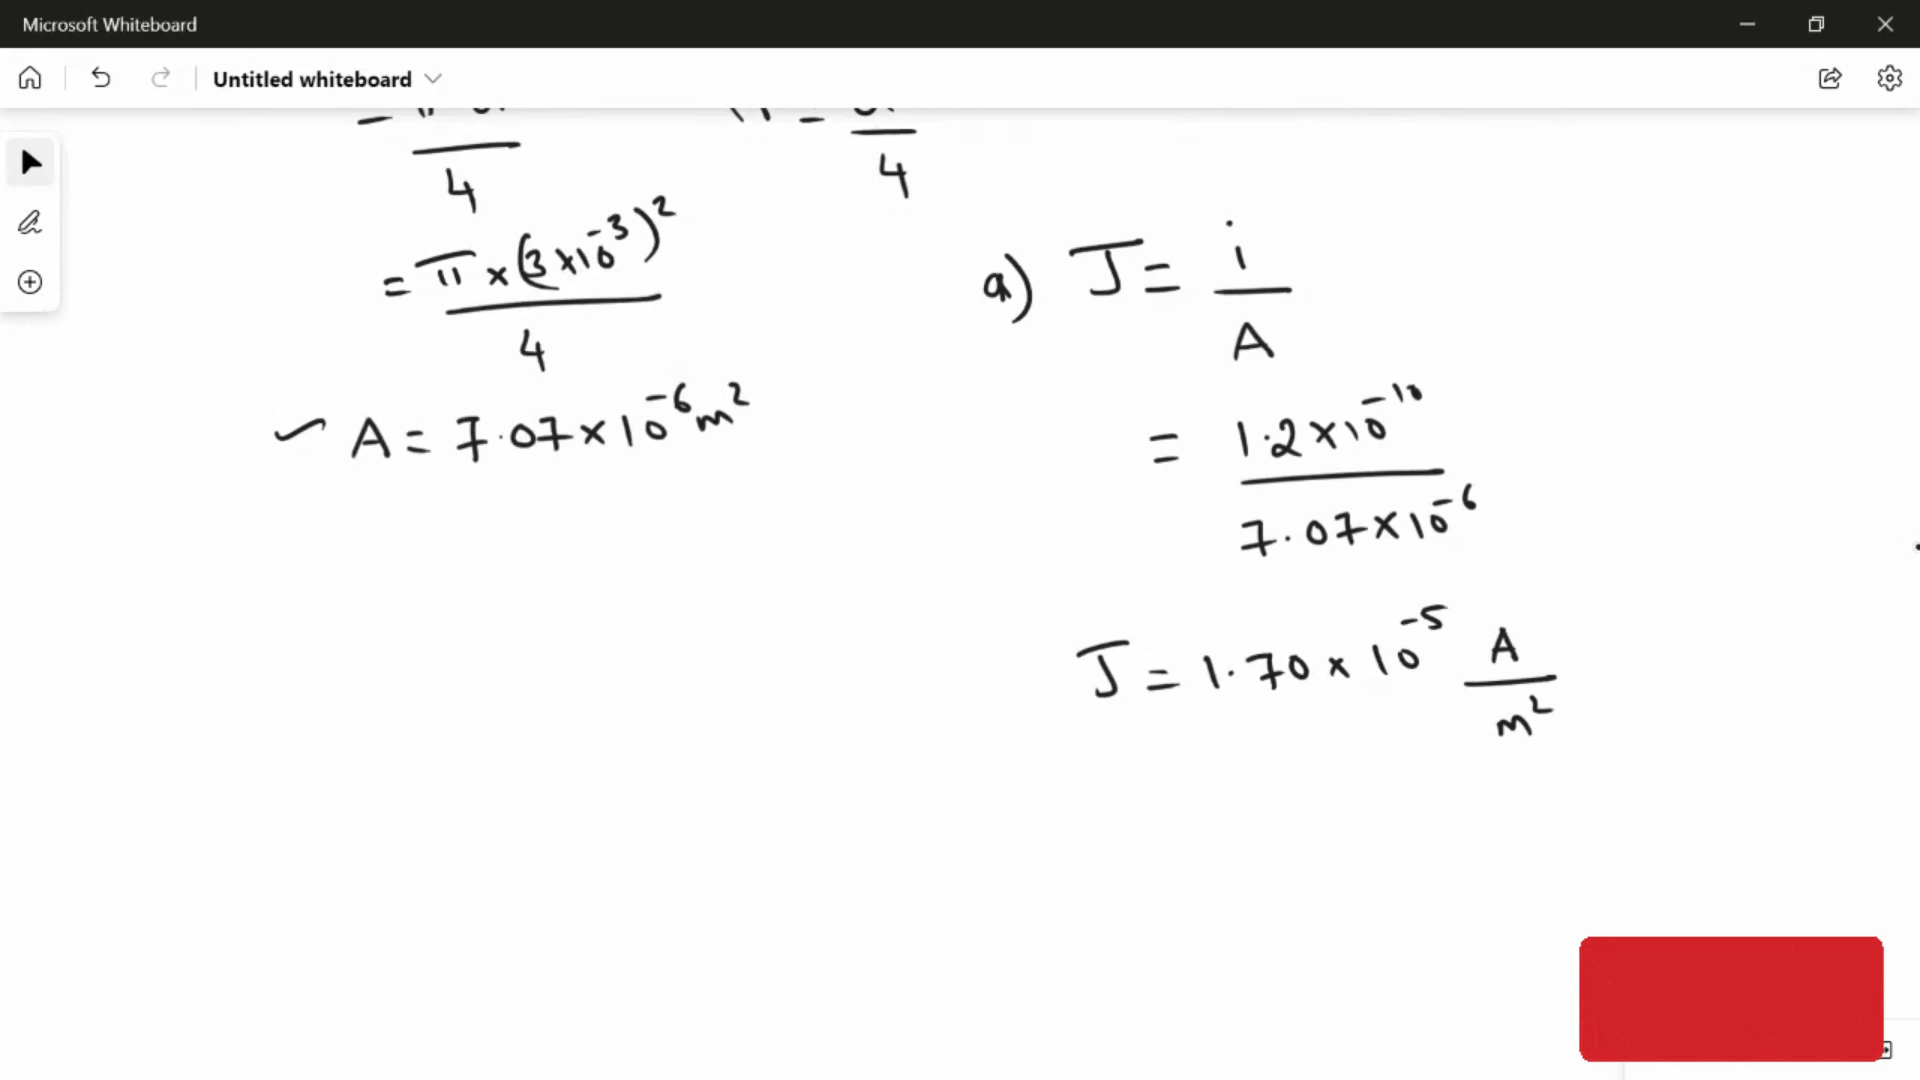 Microsoft Whiteboard
Untitled whiteboard
4
= π × (3×10⁻³)²
4
A = 7.07×10⁻⁶ m²
4
a) J = i
A
= 1.2×10⁻¹⁰
7.07×10⁻⁶
J = 1.70 × 10⁻⁵ A
m²